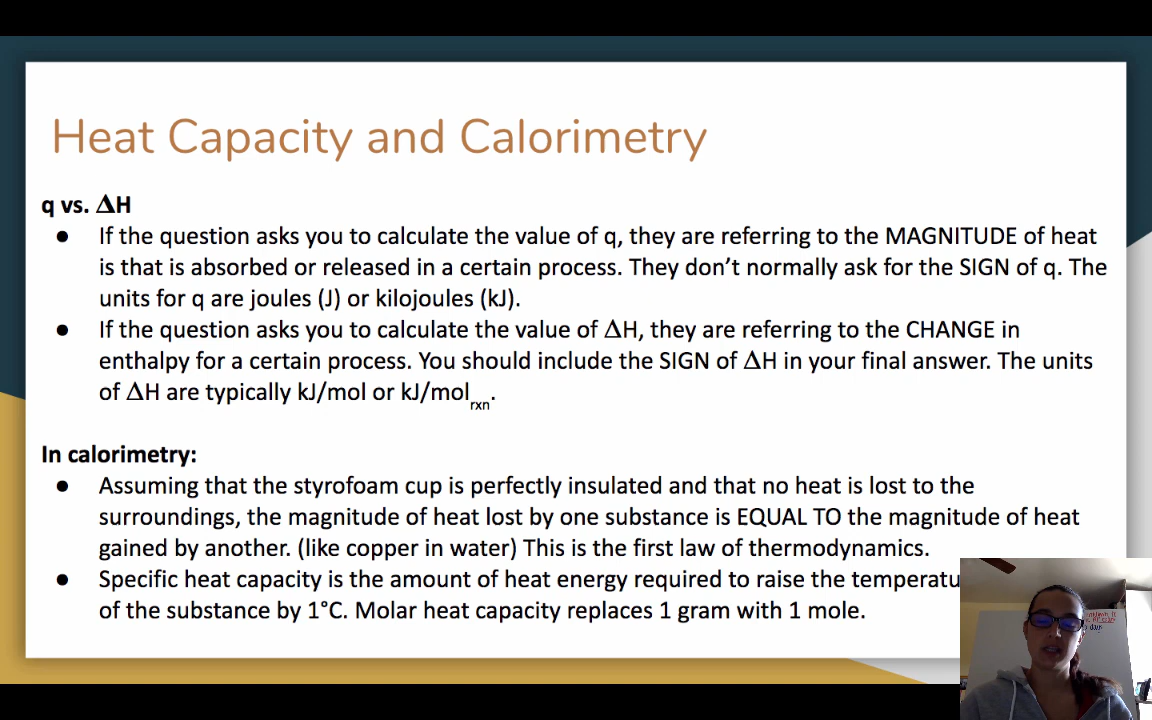 Heat Capacity and Calorimetry
q vs. ΔH
● If the question asks you to calculate the value of q, they are referring to the MAGNITUDE of heat
is that is absorbed or released in a certain process. They don’t normally ask for the SIGN of q. The
units for q are joules (J) or kilojoules (kJ).
● If the question asks you to calculate the value of ΔH, they are referring to the CHANGE in
enthalpy for a certain process. You should include the SIGN of ΔH in your final answer. The units
of ΔH are typically kJ/mol or kJ/molrxn.
In calorimetry:
● Assuming that the styrofoam cup is perfectly insulated and that no heat is lost to the
surroundings, the magnitude of heat lost by one substance is EQUAL TO the magnitude of heat
gained by another. (like copper in water) This is the first law of thermodynamics.
● Specific heat capacity is the amount of heat energy required to raise the
of the substance by 1°C. Molar heat capacity replaces 1 gram with 1 mole.